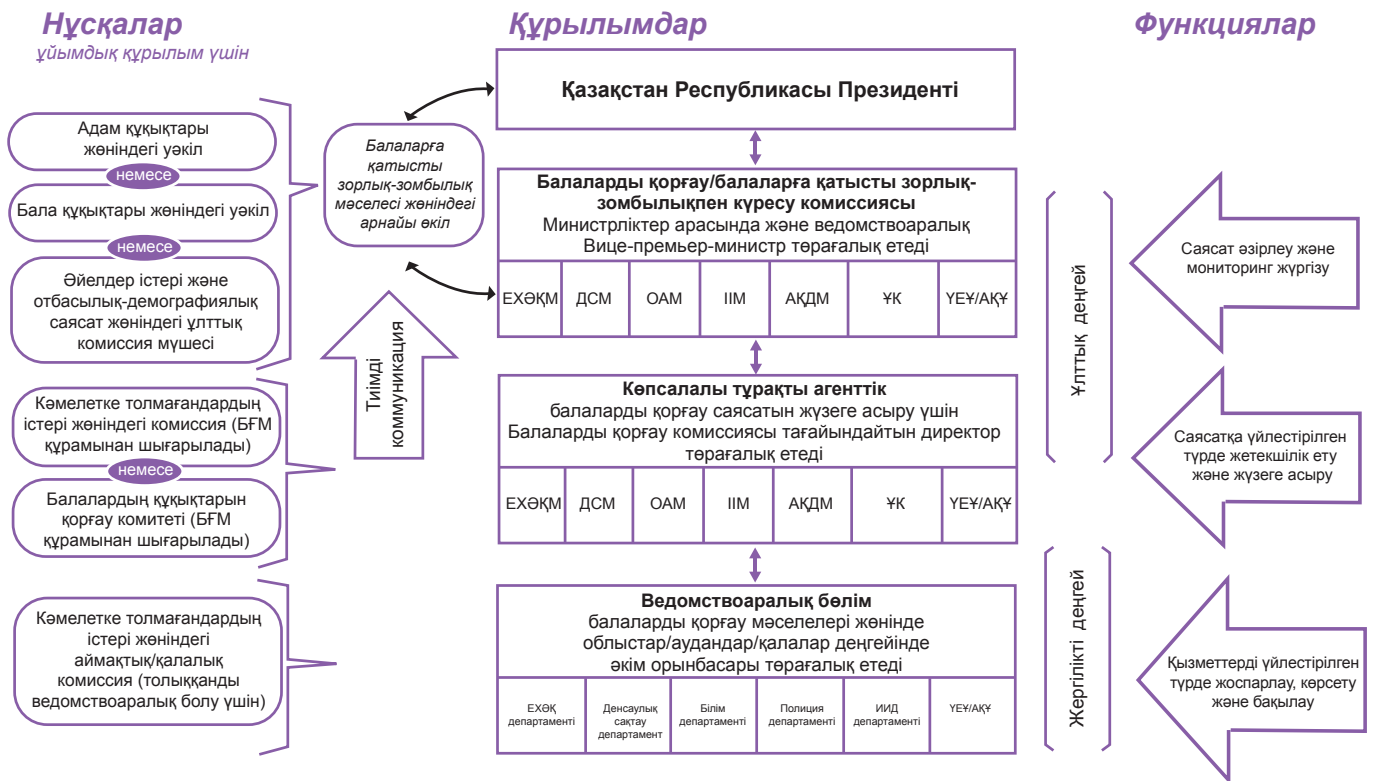 Нұсқалар
ұйымдық құрылым үшін
Адам құқықтары
жөніндегі уәкіл
немесе
Бала құқықтары жөніндегі уәкіл
немесе
Әйелдер істері және
отбасылық-демографиялық
саясат жөніндегі ұлттық
комиссия мүшесі
Кәмелетке толмағандардың
істері жөніндегі комиссия (БҒМ
құрамынан шығарылады)
немесе
Балалардың құқықтарын
қорғау комитеті (БҒМ
құрамынан шығарылады)
Кәмелетке толмағандардың
істері жөніндегі
аймақтық/қалалық
комиссия (толыққанды
ведомствоаралық болу үшін)
Балаларға
қатысты
зорлық-зомбылық
мәселесі жөніндегі
арнайы өкіл
Тиімді
коммуникация
Құрылымдар
Қазақстан Республикасы Президенті
Балаларды қорғау/балаларға қатысты зорлық-
зомбылықпен күресу комиссиясы
Министрліктер арасында және ведомствоаралық
Вице-премьер-министр төрағалық етеді
ЕХӘҚМ ДСМ ОАМ ІІМ АҚДМ ҰК ҮЕҰ/АҚҰ
Көпсалалы тұрақты агенттік
балаларды қорғау саясатын жүзеге асыру үшін
Балаларды қорғау комиссиясы тағайындайтын директор
төрағалық етеді
ЕХӘҚМ ДСМ ОАМ ІІМ АҚДМ ҰК ҮЕҰ/АҚҰ
Ведомствоаралық бөлім
балаларды қорғау мәселелері жөнінде
облыстар/аудандар/қалалар деңгейінде
әкім орынбасары төрағалық етеді
ЕХӘҚ
департаменті
Денсаулық
сақтау
департамент
Білім
департаменті
Полиция
департаменті
ИИД
департаменті
ҮЕҰ/АҚҰ
Функциялар
Ұлттық деңгей
Саясат әзірлеу және
мониторинг жүргізу
Саясатқа үйлестірілген
түрде жетекшілік ету
және жүзеге асыру
Жергілікті деңгей
Қызметтерді үйлестірілген
түрде жоспарлау, көрсету
және бақылау